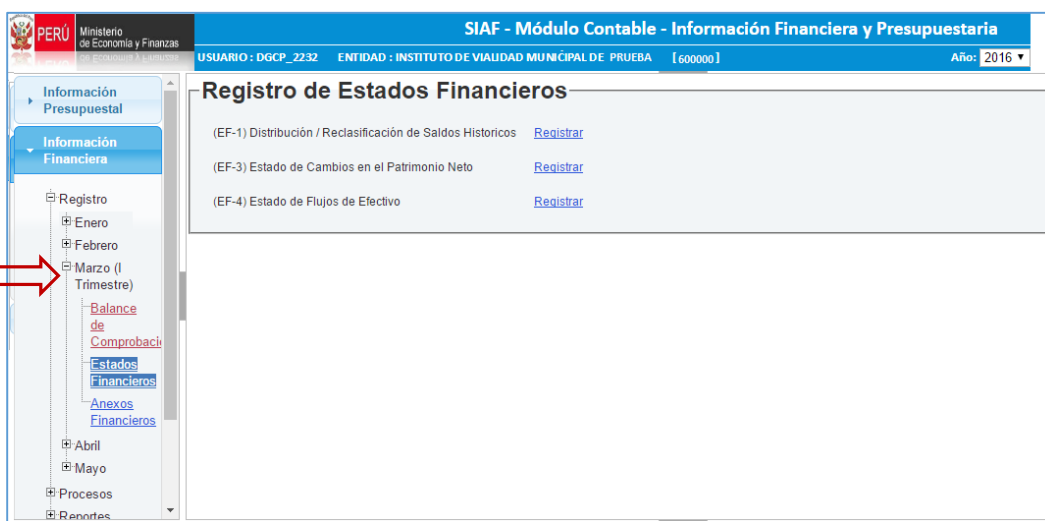 PERÚ
Ministerio
de Economía y Finanzas
SIAF - Módulo Contable - Información Financiera y Presupuestaria
USUARIO : DGCP_2232 ENTIDAD : INSTITUTO DE VIALIDAD MUNICIPAL DE PRUEBA [600000] Año: 2016
Información
Presupuestal
Información
Financiera
Registro
Enero
Febrero
Marzo (I
Trimestre)
Balance
de
Comprobació
Estados
Financieros
Anexos
Financieros
Abril
Mayo
Procesos
Reportes
Registro de Estados Financieros
(EF-1) Distribución / Reclasificación de Saldos Historicos Registrar
(EF-3) Estado de Cambios en el Patrimonio Neto Registrar
(EF-4) Estado de Flujos de Efectivo Registrar